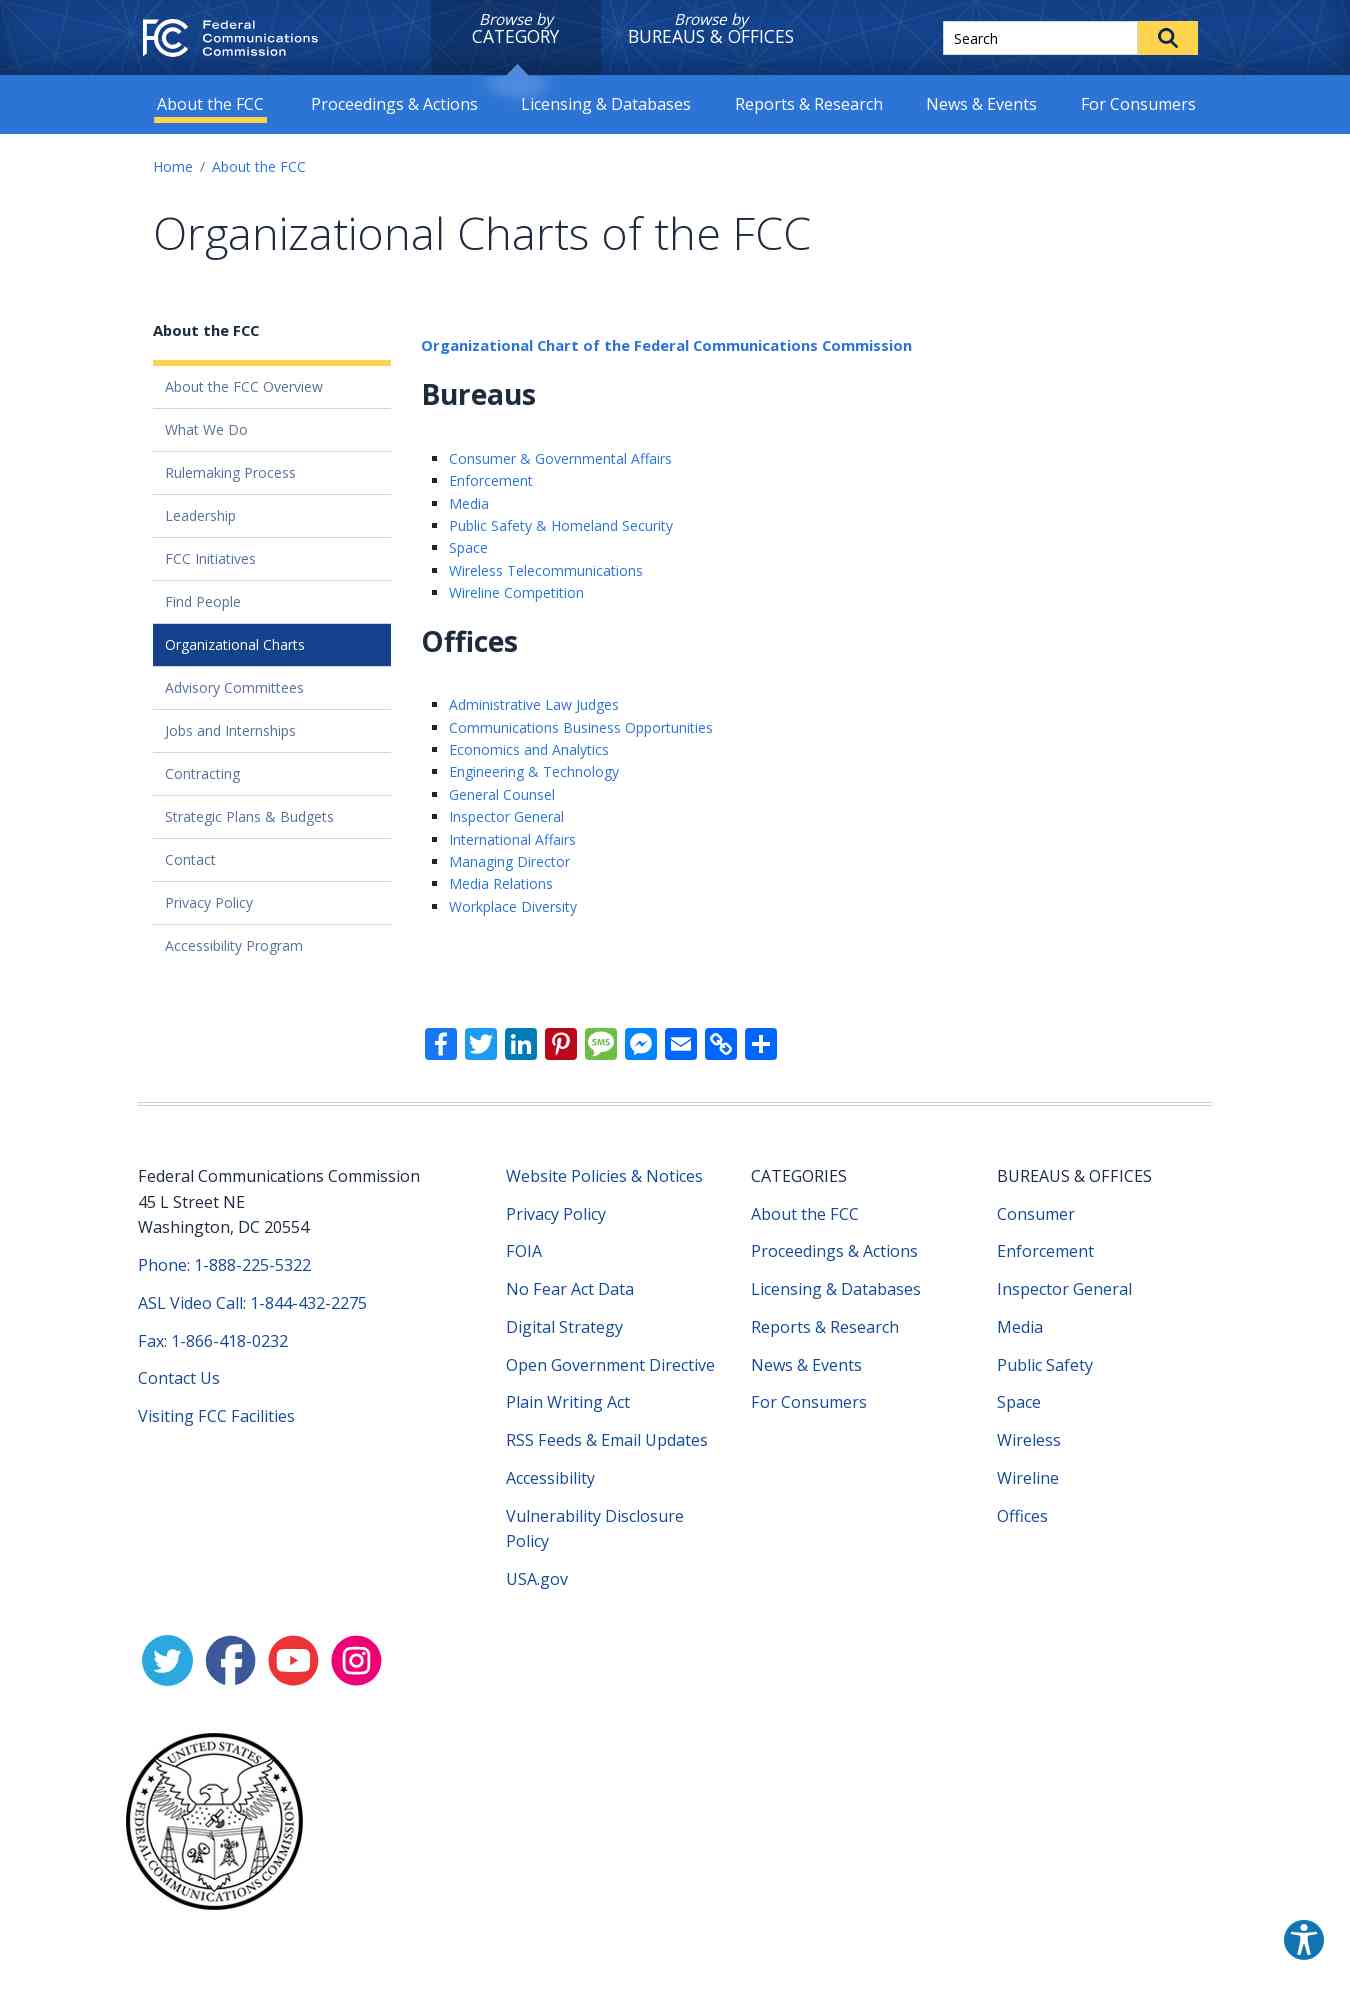 FCC
Federal
Communications
Commission
Browse by
CATEGORY
Browse by
BUREAUS & OFFICES
Search
About the FCC
Proceedings & Actions
Licensing & Databases
Reports & Research
News & Events
For Consumers
Home / About the FCC
Organizational Charts of the FCC
About the FCC
About the FCC Overview
What We Do
Rulemaking Process
Leadership
FCC Initiatives
Find People
Organizational Charts
Advisory Committees
Jobs and Internships
Contracting
Strategic Plans & Budgets
Contact
Privacy Policy
Accessibility Program
Organizational Chart of the Federal Communications Commission
Bureaus
Consumer & Governmental Affairs
Enforcement
Media
Public Safety & Homeland Security
Space
Wireless Telecommunications
Wireline Competition
Offices
Administrative Law Judges
Communications Business Opportunities
Economics and Analytics
Engineering & Technology
General Counsel
Inspector General
International Affairs
Managing Director
Media Relations
Workplace Diversity
SMS
Federal Communications Commission
45 L Street NE
Washington, DC 20554
Phone: 1-888-225-5322
ASL Video Call: 1-844-432-2275
Fax: 1-866-418-0232
Contact Us
Visiting FCC Facilities
Website Policies & Notices
Privacy Policy
FOIA
No Fear Act Data
Digital Strategy
Open Government Directive
Plain Writing Act
RSS Feeds & Email Updates
Accessibility
Vulnerability Disclosure
Policy
USA.gov
CATEGORIES
About the FCC
Proceedings & Actions
Licensing & Databases
Reports & Research
News & Events
For Consumers
BUREAUS & OFFICES
Consumer
Enforcement
Inspector General
Media
Public Safety
Space
Wireless
Wireline
Offices
UNITED STATES
FEDERAL COMMUNICATIONS COMMISSION